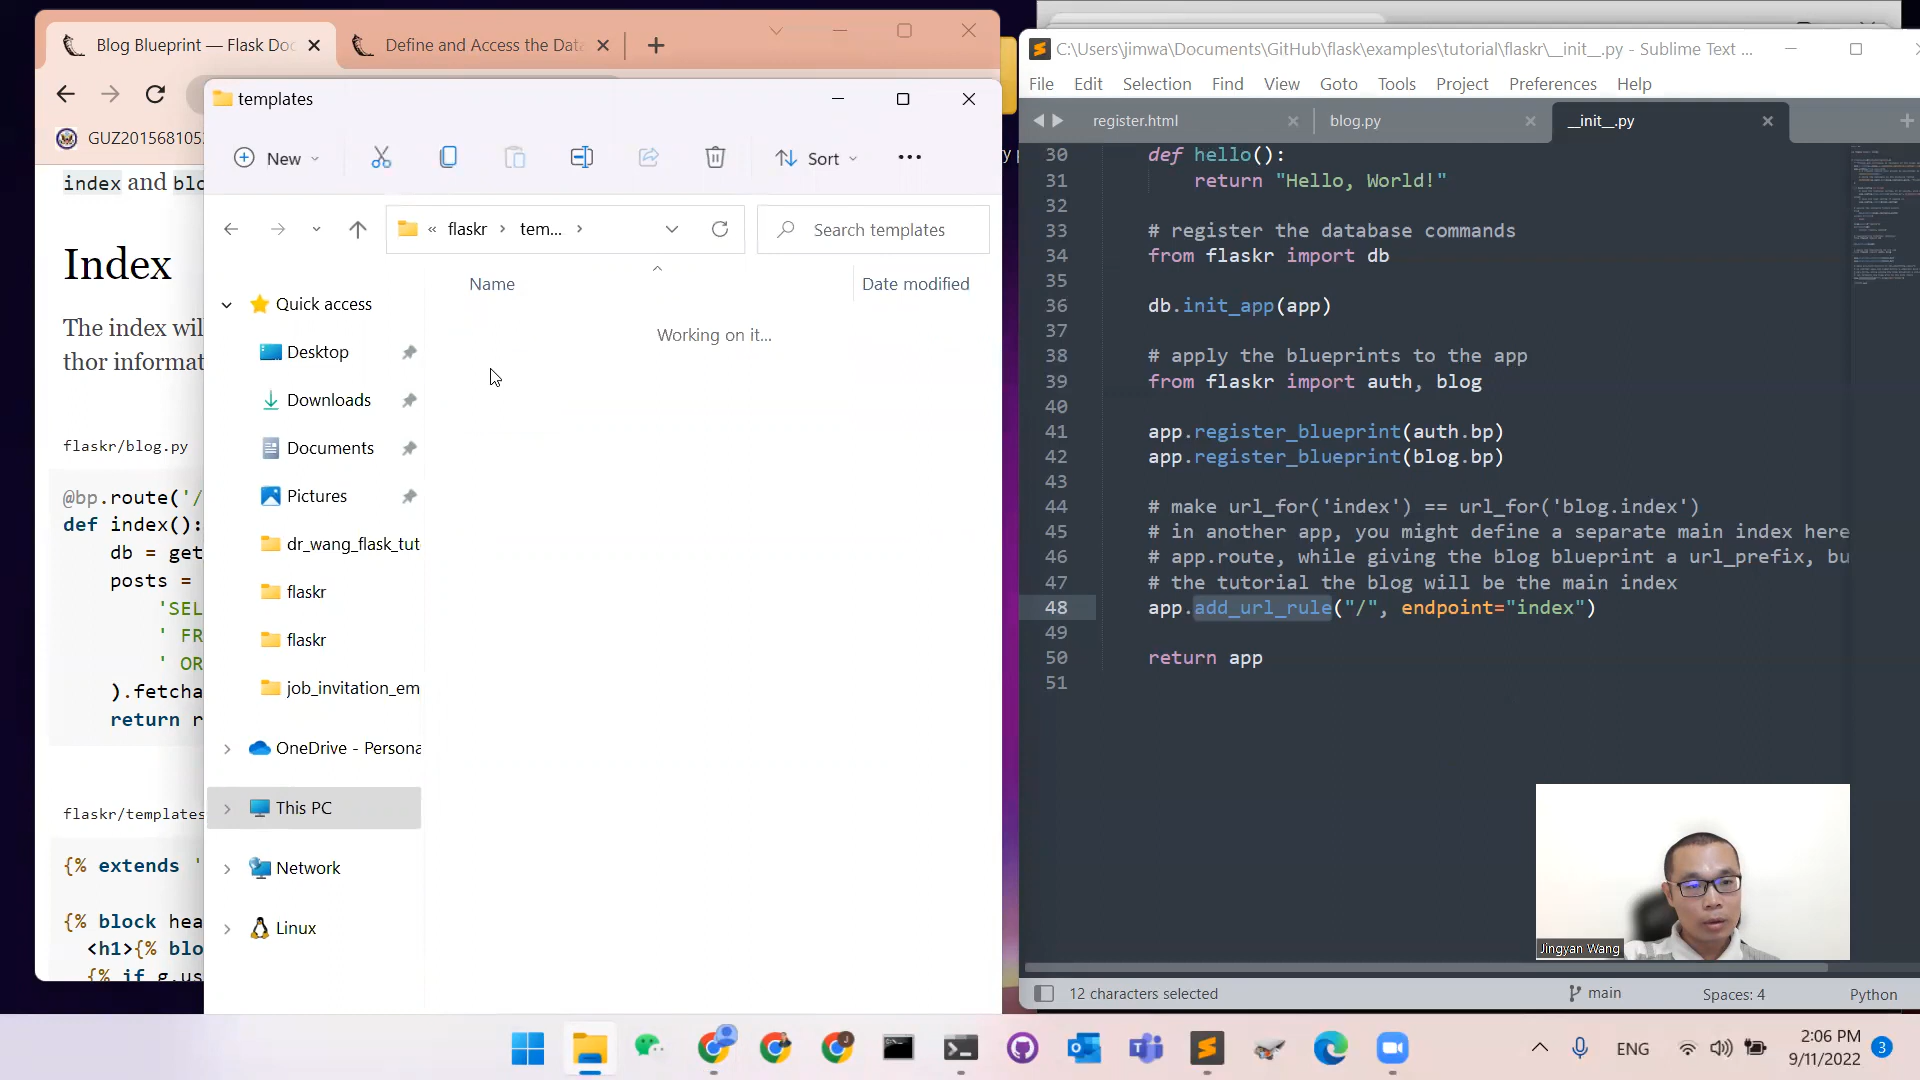 Blog Blueprint — Flask Doc
Define and Access the Data
GUZ201568105
index and blo
Index
The index wil
thor informat
flaskr/blog.py
@bp.route('/
def index():
db = get
posts =
'SEL
' FR
' OR
).fetcha
return r
flaskr/templates
{% extends '
{% block hea
<h1>{% blo
{% if g.us
templates
New
Sort
« flaskr › tem... ›
Search templates
Name
Date modified
Working on it...
Quick access
Desktop
Downloads
Documents
Pictures
dr_wang_flask_tut
flaskr
flaskr
job_invitation_em
OneDrive - Persona
This PC
Network
Linux
C:\Users\jimwa\Documents\GitHub\flask\examples\tutorial\flaskr\__init__.py - Sublime Text ...
File Edit Selection Find View Goto Tools Project Preferences Help
register.html
blog.py
__init__.py
30 def hello():
31 return "Hello, World!"
32
33 # register the database commands
34 from flaskr import db
35
36 db.init_app(app)
37
38 # apply the blueprints to the app
39 from flaskr import auth, blog
40
41 app.register_blueprint(auth.bp)
42 app.register_blueprint(blog.bp)
43
44 # make url_for('index') == url_for('blog.index')
45 # in another app, you might define a separate main index here
46 # app.route, while giving the blog blueprint a url_prefix, bu
47 # the tutorial the blog will be the main index
48 app.add_url_rule("/", endpoint="index")
49
50 return app
51
Jingyan Wang
12 characters selected
main
Spaces: 4
Python
ENG
2:06 PM
9/11/2022
3